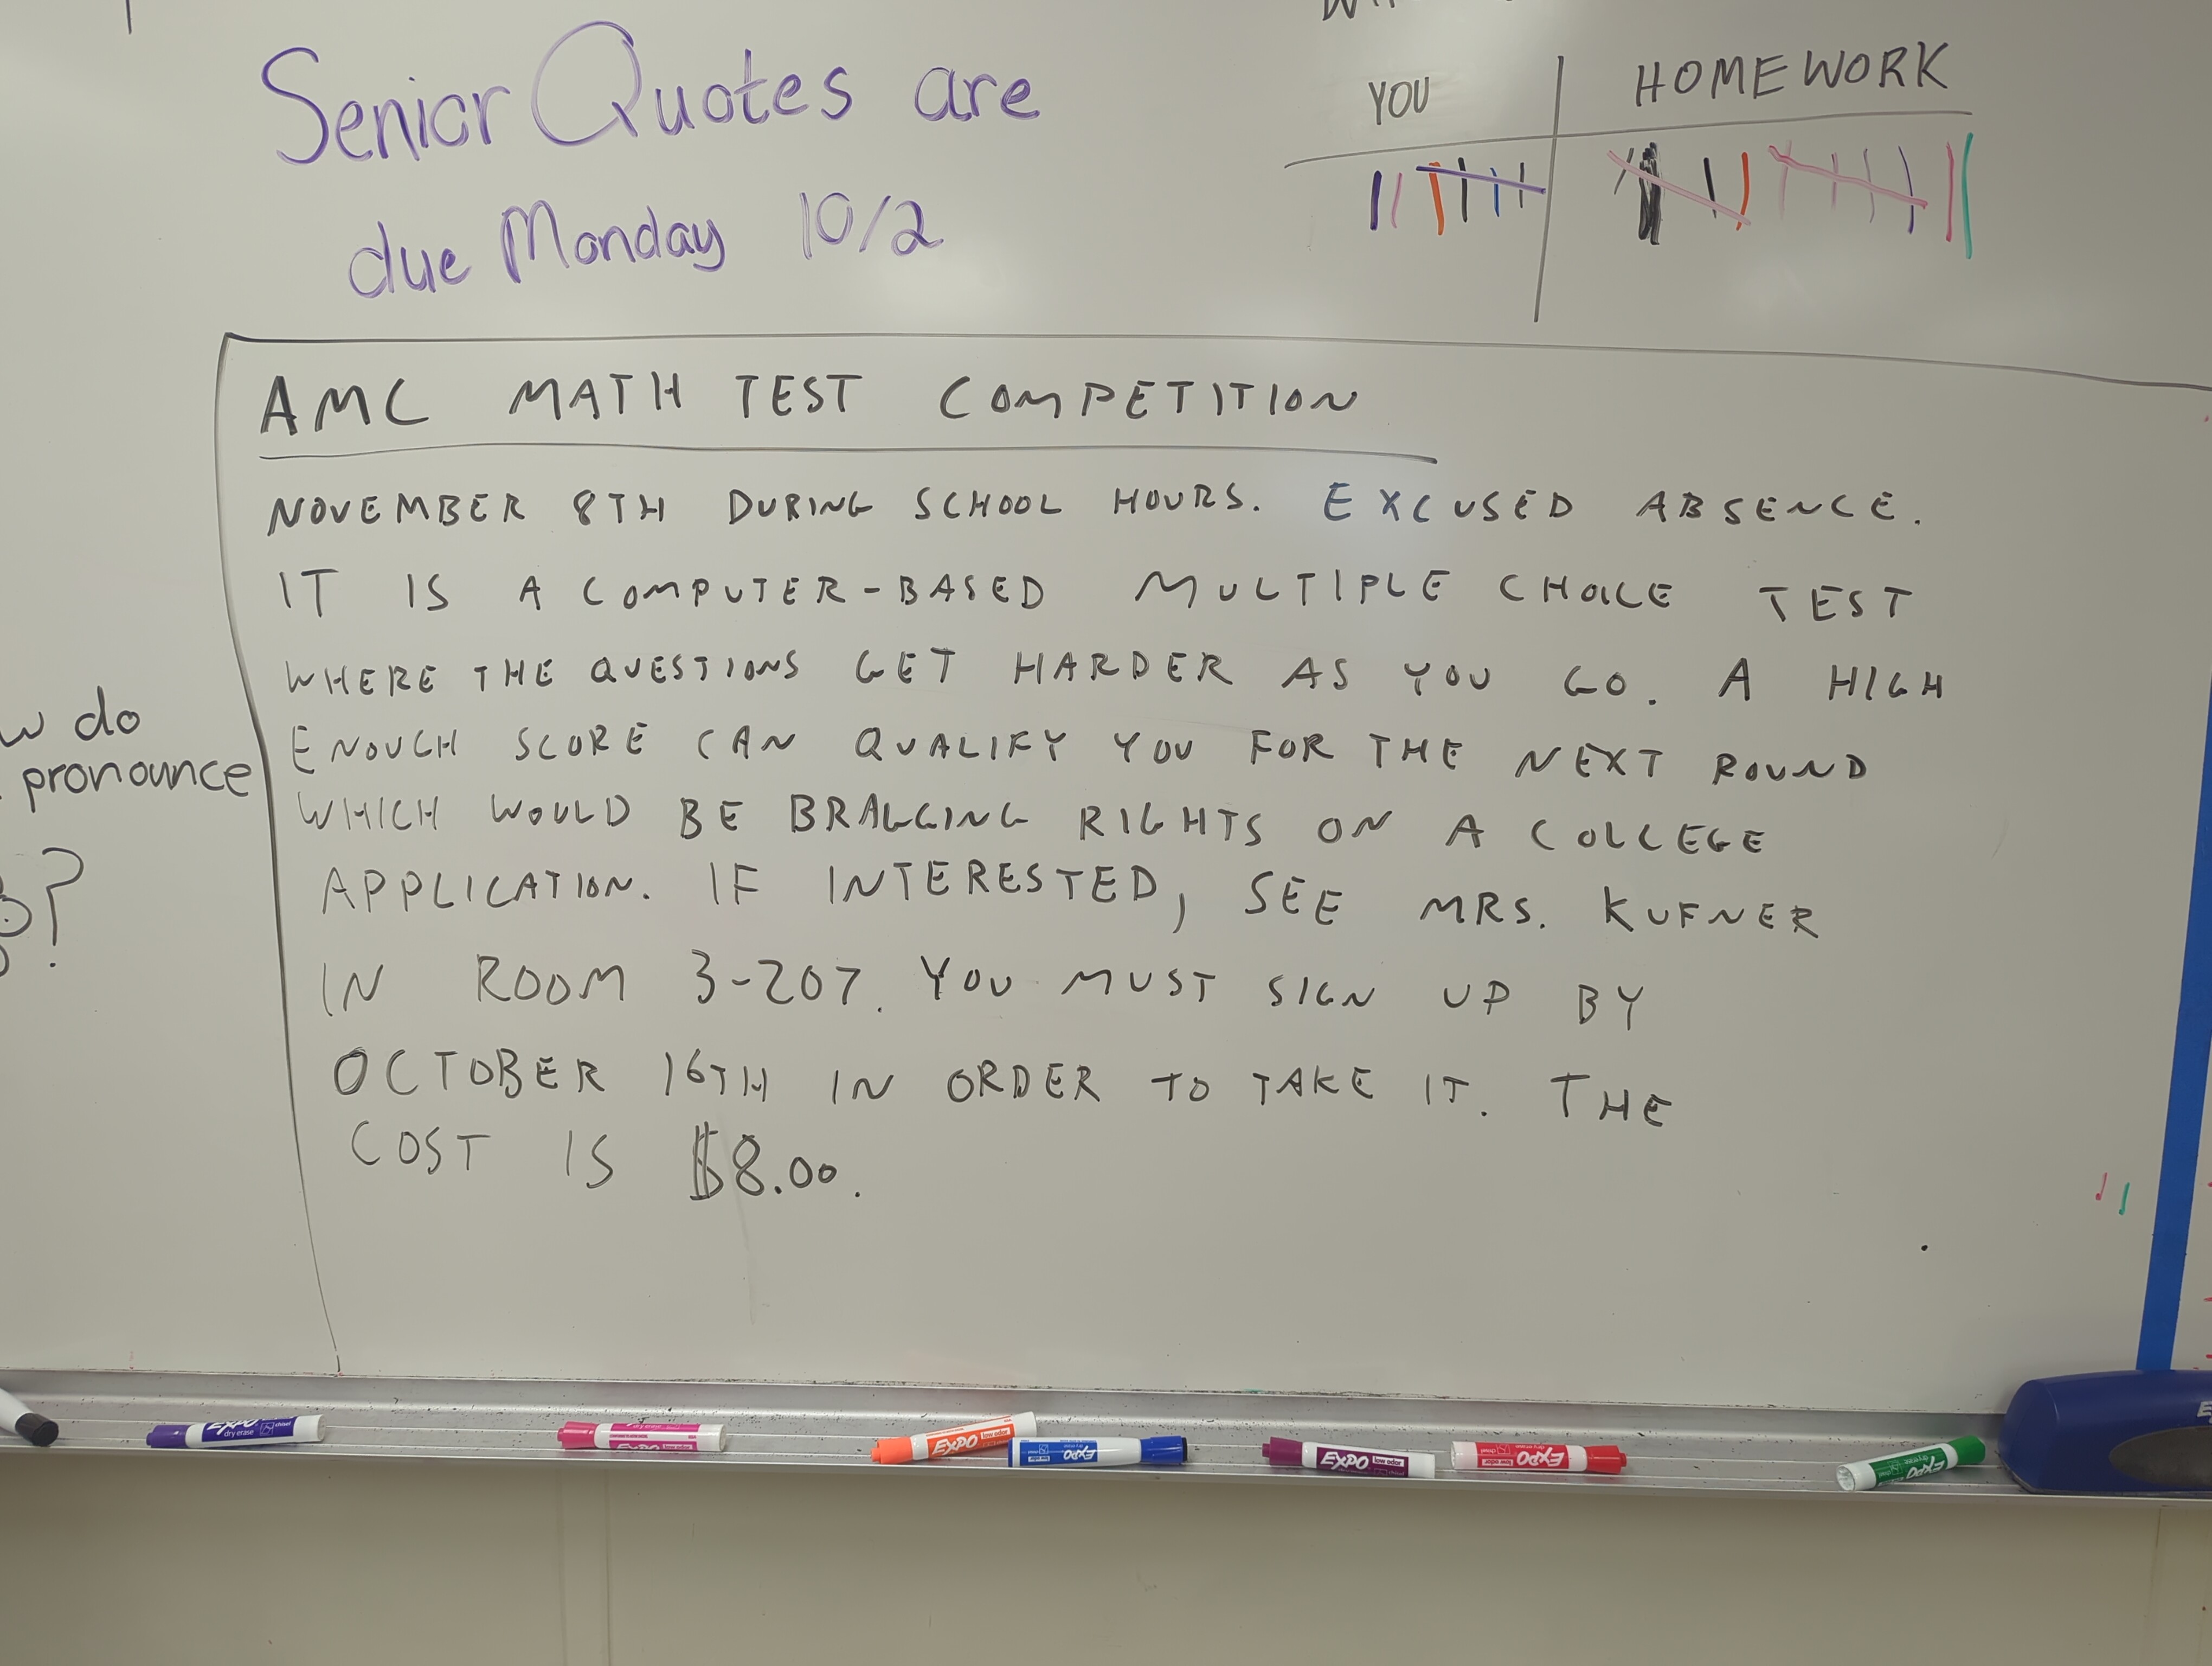 Senior Quotes are
due Monday 10/2
YOU HOMEWORK
AMC MATH TEST COMPETITION
NOVEMBER 8TH DURING SCHOOL HOURS. EXCUSED ABSENCE.
IT IS A COMPUTER-BASED MULTIPLE CHOICE TEST
WHERE THE QUESTIONS GET HARDER AS YOU GO. A HIGH
ENOUGH SCORE CAN QUALIFY YOU FOR THE NEXT ROUND
WHICH WOULD BE BRAGGING RIGHTS ON A COLLEGE
APPLICATION. IF INTERESTED, SEE MRS. KUFNER
IN ROOM 3-207. YOU MUST SIGN UP BY
OCTOBER 16TH IN ORDER TO TAKE IT. THE
COST IS $8.00.
do
pronounce
?
EXPO
dry erase
chisel
EXPO low odor
EXPO low odor
EXPO
EXPO low odor
EXPO
EXPO